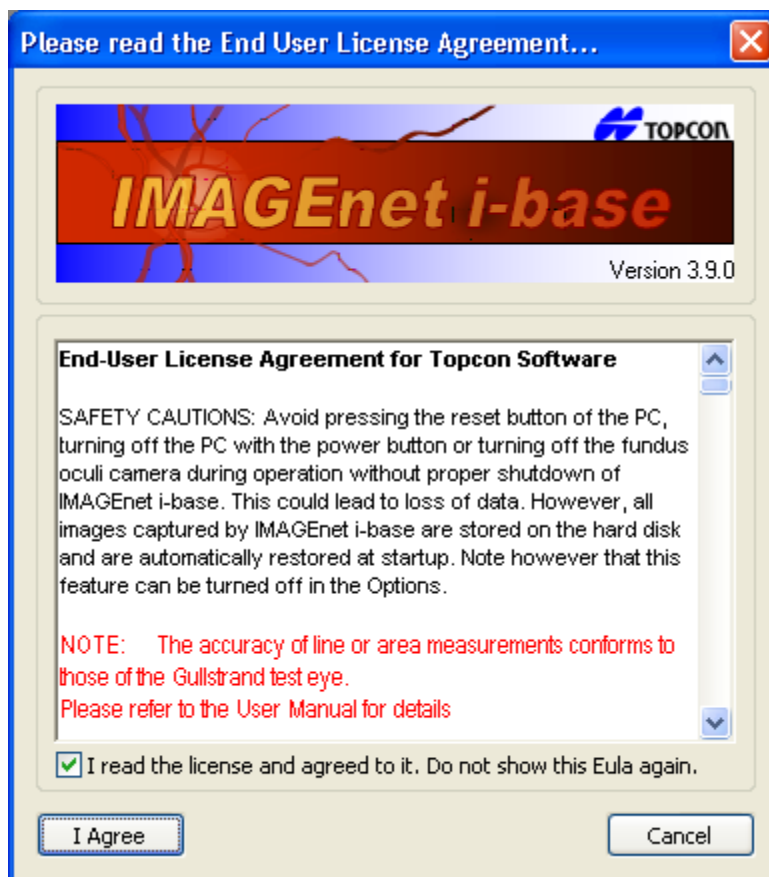 Please read the End User License Agreement...
TOPCON
IMAGEnet i-base
Version 3.9.0
End-User License Agreement for Topcon Software
SAFETY CAUTIONS: Avoid pressing the reset button of the PC,
turning off the PC with the power button or turning off the fundus
oculi camera during operation without proper shutdown of
IMAGEnet i-base. This could lead to loss of data. However, all
images captured by IMAGEnet i-base are stored on the hard disk
and are automatically restored at startup. Note however that this
feature can be turned off in the Options.
NOTE: The accuracy of line or area measurements conforms to
those of the Gullstrand test eye.
Please refer to the User Manual for details
I read the license and agreed to it. Do not show this Eula again.
I Agree
Cancel